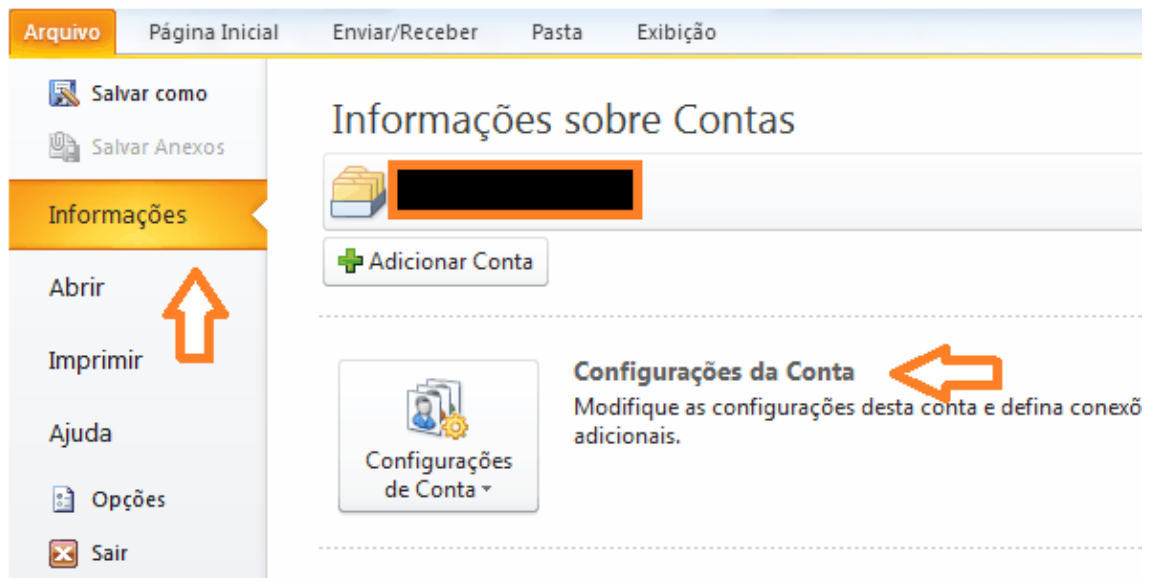 Arquivo Página Inicial Enviar/Receber Pasta Exibição
Salvar como
Salvar Anexos
Informações
Abrir
Imprimir
Ajuda
Opções
Sair
Informações sobre Contas
Adicionar Conta
Configurações
de Conta
Configurações da Conta
Modifique as configurações desta conta e defina
adicionais.